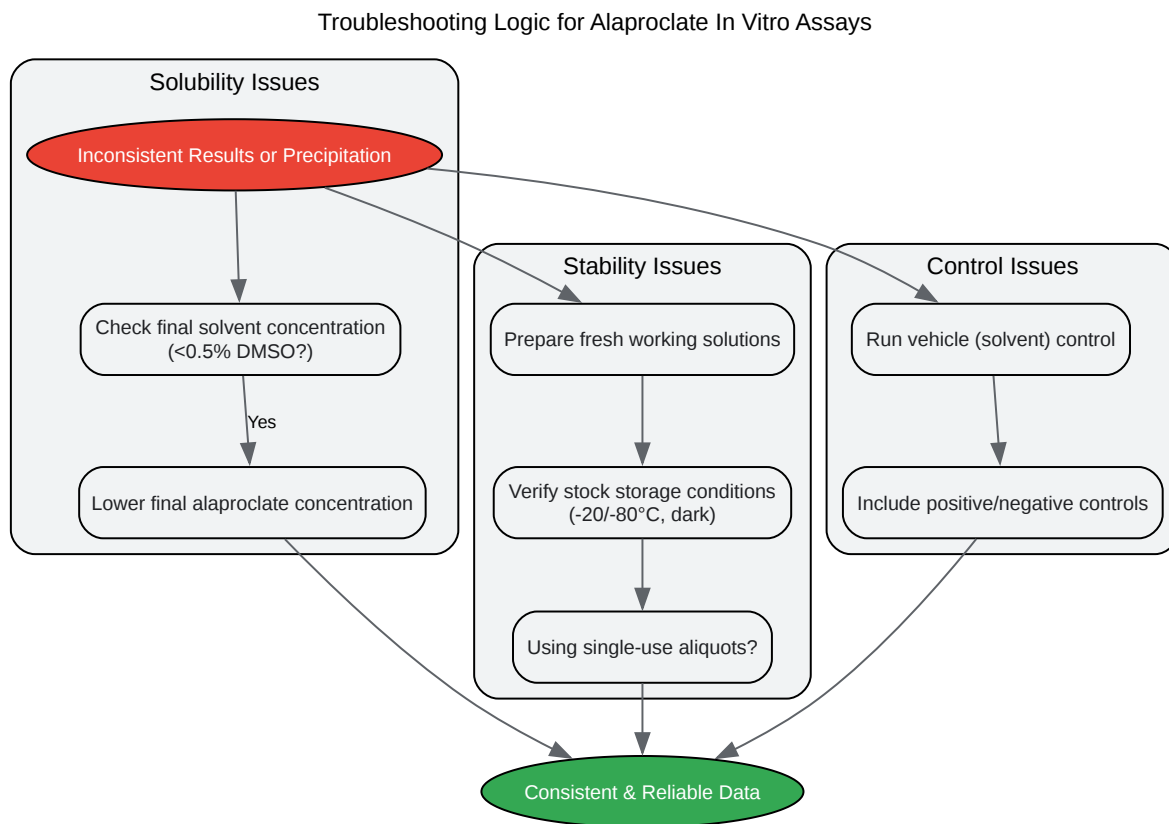 Troubleshooting Logic for Alaproclate In Vitro Assays
Solubility Issues
Inconsistent Results or Precipitation
Check final solvent concentration
(<0.5% DMSO?)
Yes
Lower final alaproclate concentration
Stability Issues
Prepare fresh working solutions
Verify stock storage conditions
(-20/-80°C, dark)
Using single-use aliquots?
Control Issues
Run vehicle (solvent) control
Include positive/negative controls
Consistent & Reliable Data